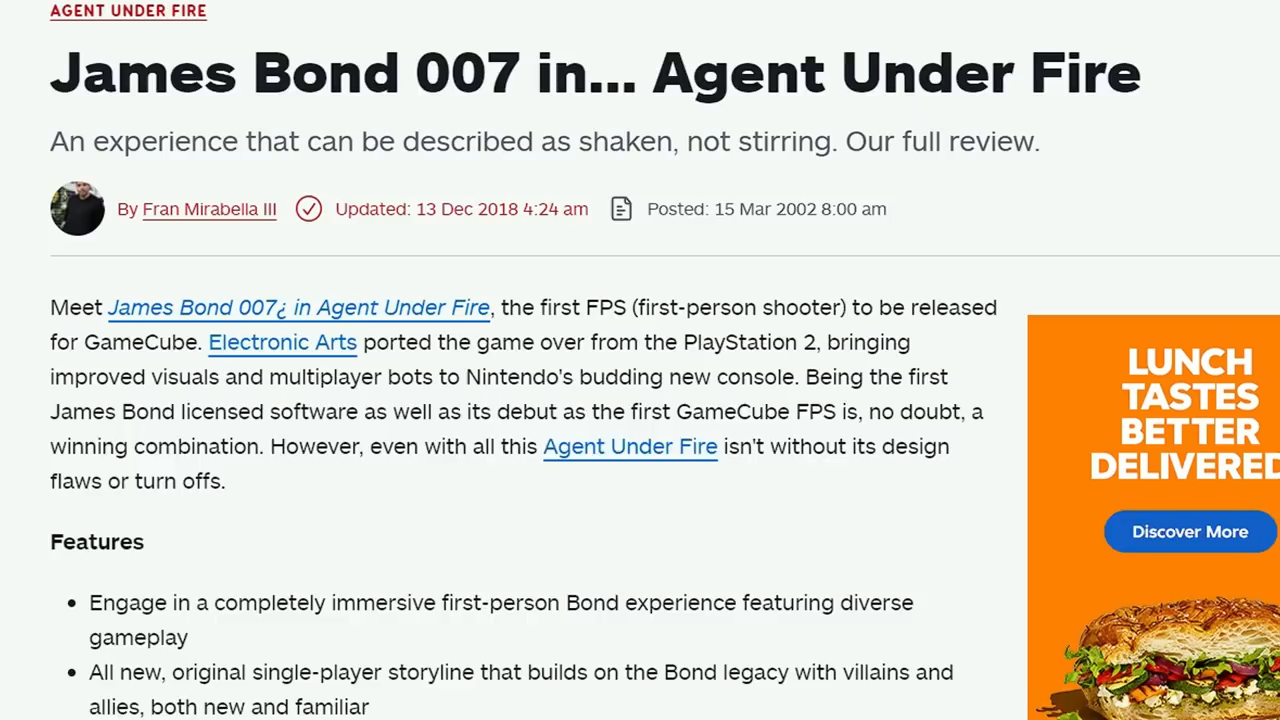 AGENT UNDER FIRE
James Bond 007 in... Agent Under Fire
An experience that can be described as shaken, not stirring. Our full review.
By Fran Mirabella III Updated: 13 Dec 2018 4:24 am Posted: 15 Mar 2002 8:00 am
Meet James Bond 007¿ in Agent Under Fire, the first FPS (first-person shooter) to be released
for GameCube. Electronic Arts ported the game over from the PlayStation 2, bringing
improved visuals and multiplayer bots to Nintendo's budding new console. Being the first
James Bond licensed software as well as its debut as the first GameCube FPS is, no doubt, a
winning combination. However, even with all this Agent Under Fire isn't without its design
flaws or turn offs.
Features
• Engage in a completely immersive first-person Bond experience featuring diverse
gameplay
• All new, original single-player storyline that builds on the Bond legacy with villains and
allies, both new and familiar
LUNCH
TASTES
BETTER
DELIVERED
Discover More